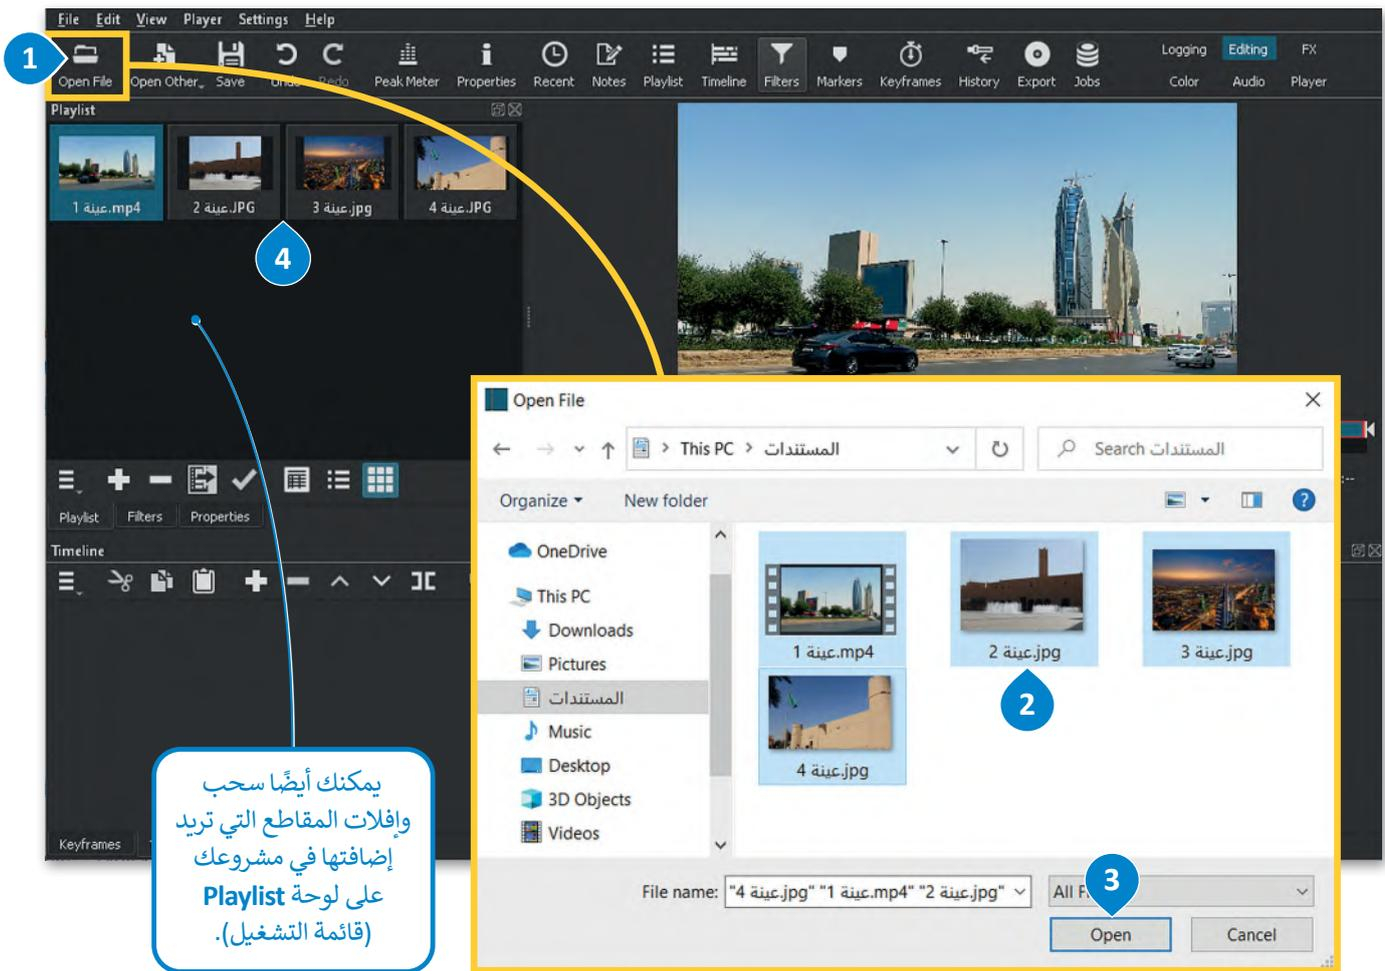 File Edit View Player Settings Help
1
Open File Open Other Save Undo Redo Peak Meter Properties Recent Notes Playlist Timeline Filters Markers Keyframes History Export Jobs
Logging Editing FX
Color Audio Player
Playlist
عينة 1.mp4 عينة 2.JPG عينة 3.jpg عينة 4.JPG
4
Playlist Filters Properties
Timeline
Keyframes
يمكنك أيضًا سحب
وإفلات المقاطع التي تريد
إضافتها في مشروعك
على لوحة Playlist
(قائمة التشغيل).
Open File
This PC > المستندات
Search المستندات
Organize New folder
OneDrive
This PC
Downloads
Pictures
المستندات
Music
Desktop
3D Objects
Videos
عينة 1.mp4 عينة 2.jpg عينة 3.jpg
2
عينة 4.jpg
File name: "عينة 4.jpg" "عينة 1.mp4" "عينة 2.jpg"
All F
3
Open Cancel